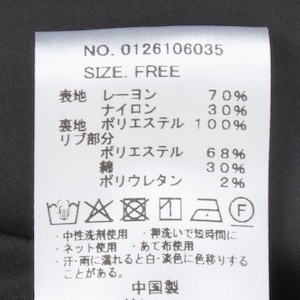 NO. 0126106035
SIZE. FREE
表地 レーヨン 70%
ナイロン 30%
裏地 ポリエステル 100%
リブ部分
ポリエステル 68%
綿 30%
ポリウレタン 2%
F
・中性洗剤使用 ・押洗いで短時間に
・ネット使用 ・あて布使用
・汗・雨に濡れると白・淡色に色移りする
ことがある。
中国製